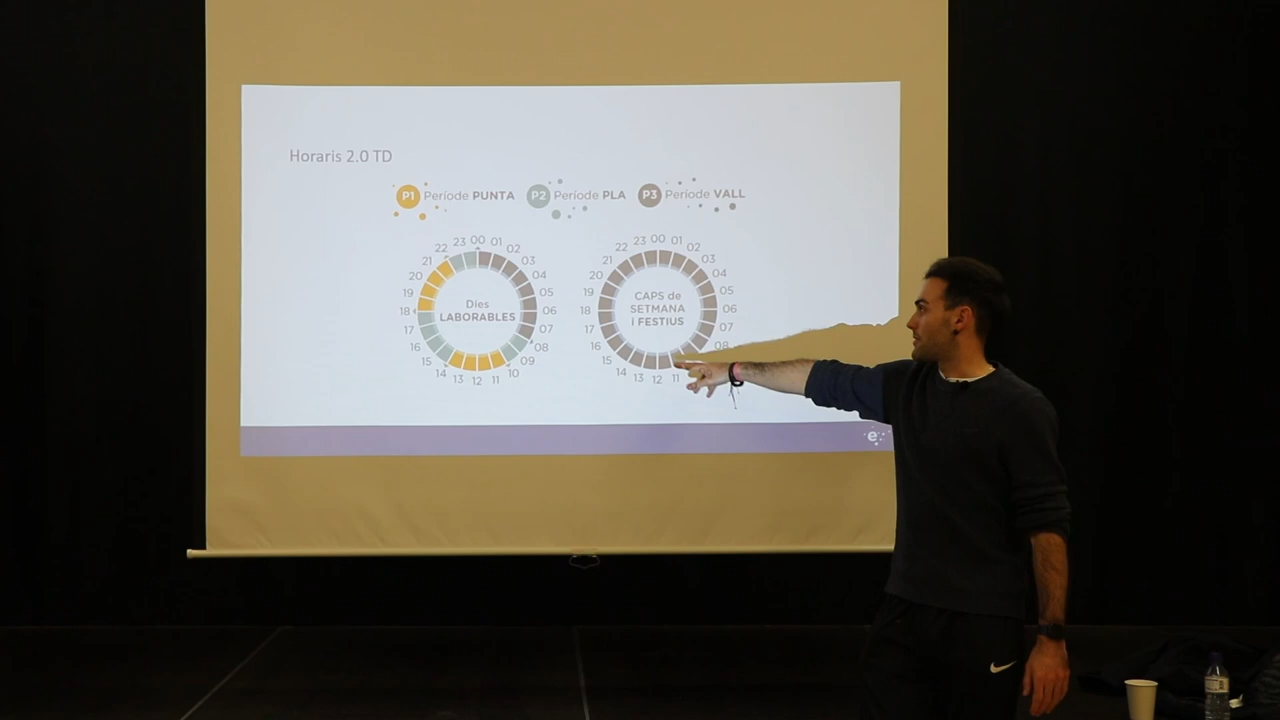 Horaris 2.0 TD
P1 Període PUNTA P2 Període PLA P3 Període VALL
23 00 01
22 02
21 03
20 04
19 05
18 06
17 07
16 08
15 09
14 10
13 12 11
Dies
LABORABLES
23 00 01
22 02
21 03
20 04
19 05
18 06
17 07
16 08
15
14
13 12 11
CAPS de
SETMANA
i FESTIUS
e